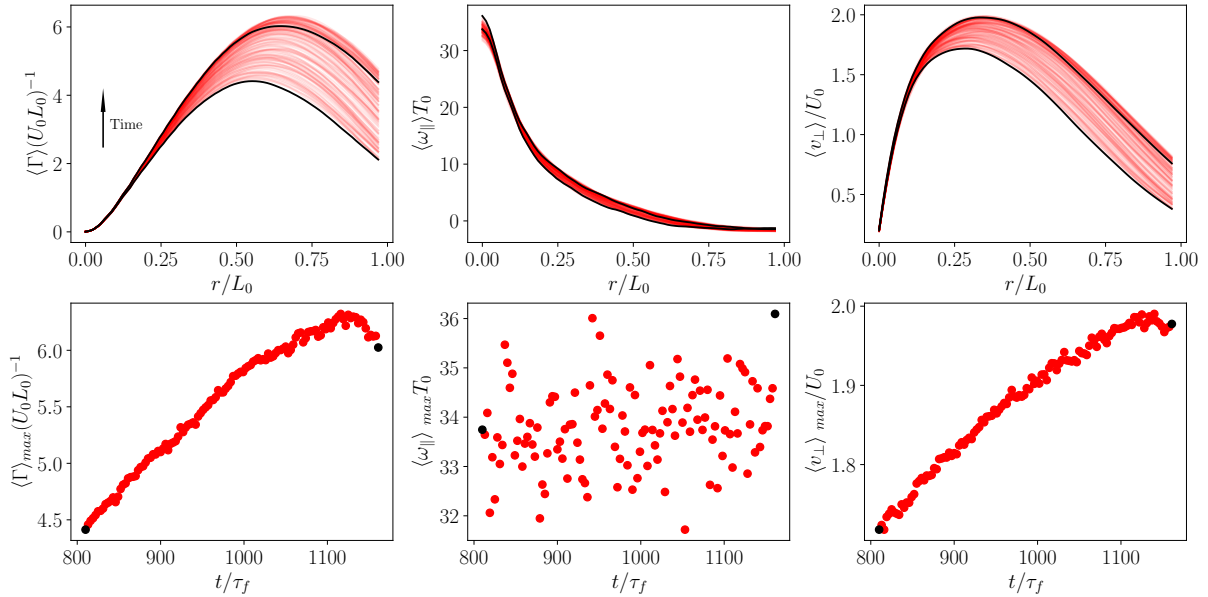 ⟨Γ⟩(U₀L₀)⁻¹
6
4
2
0
Time
0.00 0.25 0.50 0.75 1.00
r/L₀
⟨ω∥⟩T₀
30
20
10
0
0.00 0.25 0.50 0.75 1.00
r/L₀
⟨v⊥⟩/U₀
2.0
1.5
1.0
0.5
0.00 0.25 0.50 0.75 1.00
r/L₀
⟨Γ⟩max(U₀L₀)⁻¹
6.0
5.5
5.0
4.5
800 900 1000 1100
t/τf
⟨ω∥⟩ maxT₀
36
35
34
33
32
800 900 1000 1100
t/τf
⟨v⊥⟩ max/U₀
2.0
1.9
1.8
800 900 1000 1100
t/τf